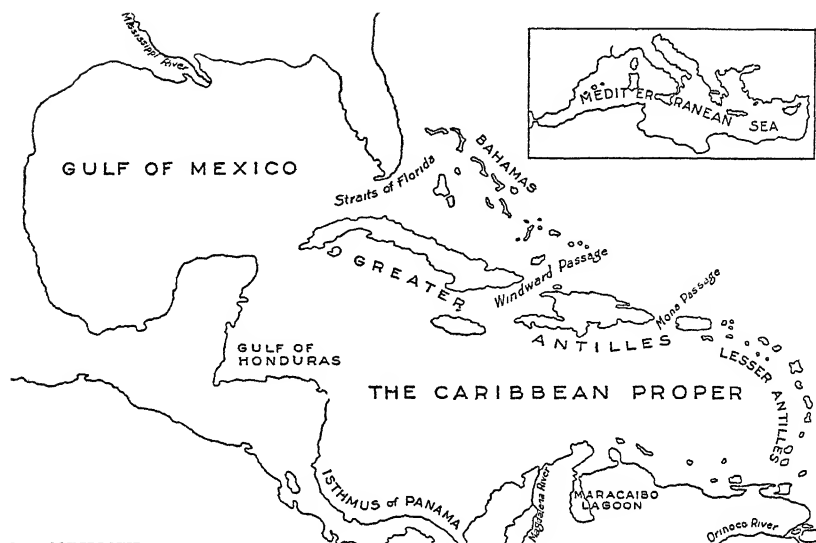 Mississippi River
MEDITERRANEAN SEA
GULF OF MEXICO
Straits of Florida
BAHAMAS
GREATER ANTILLES
Windward Passage
Mona Passage
GULF OF
HONDURAS
LESSER ANTILLES
THE CARIBBEAN PROPER
ISTHMUS of PANAMA
Magdalena River
MARACAIBO
LAGOON
Orinoco River